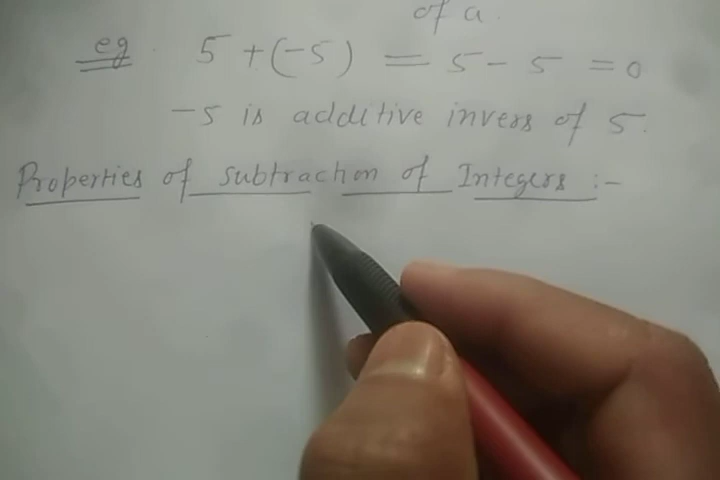 of a.
eg. 5 + (-5) = 5 - 5 = 0
-5 is additive invers of 5.
Properties of subtraction of Integers :-